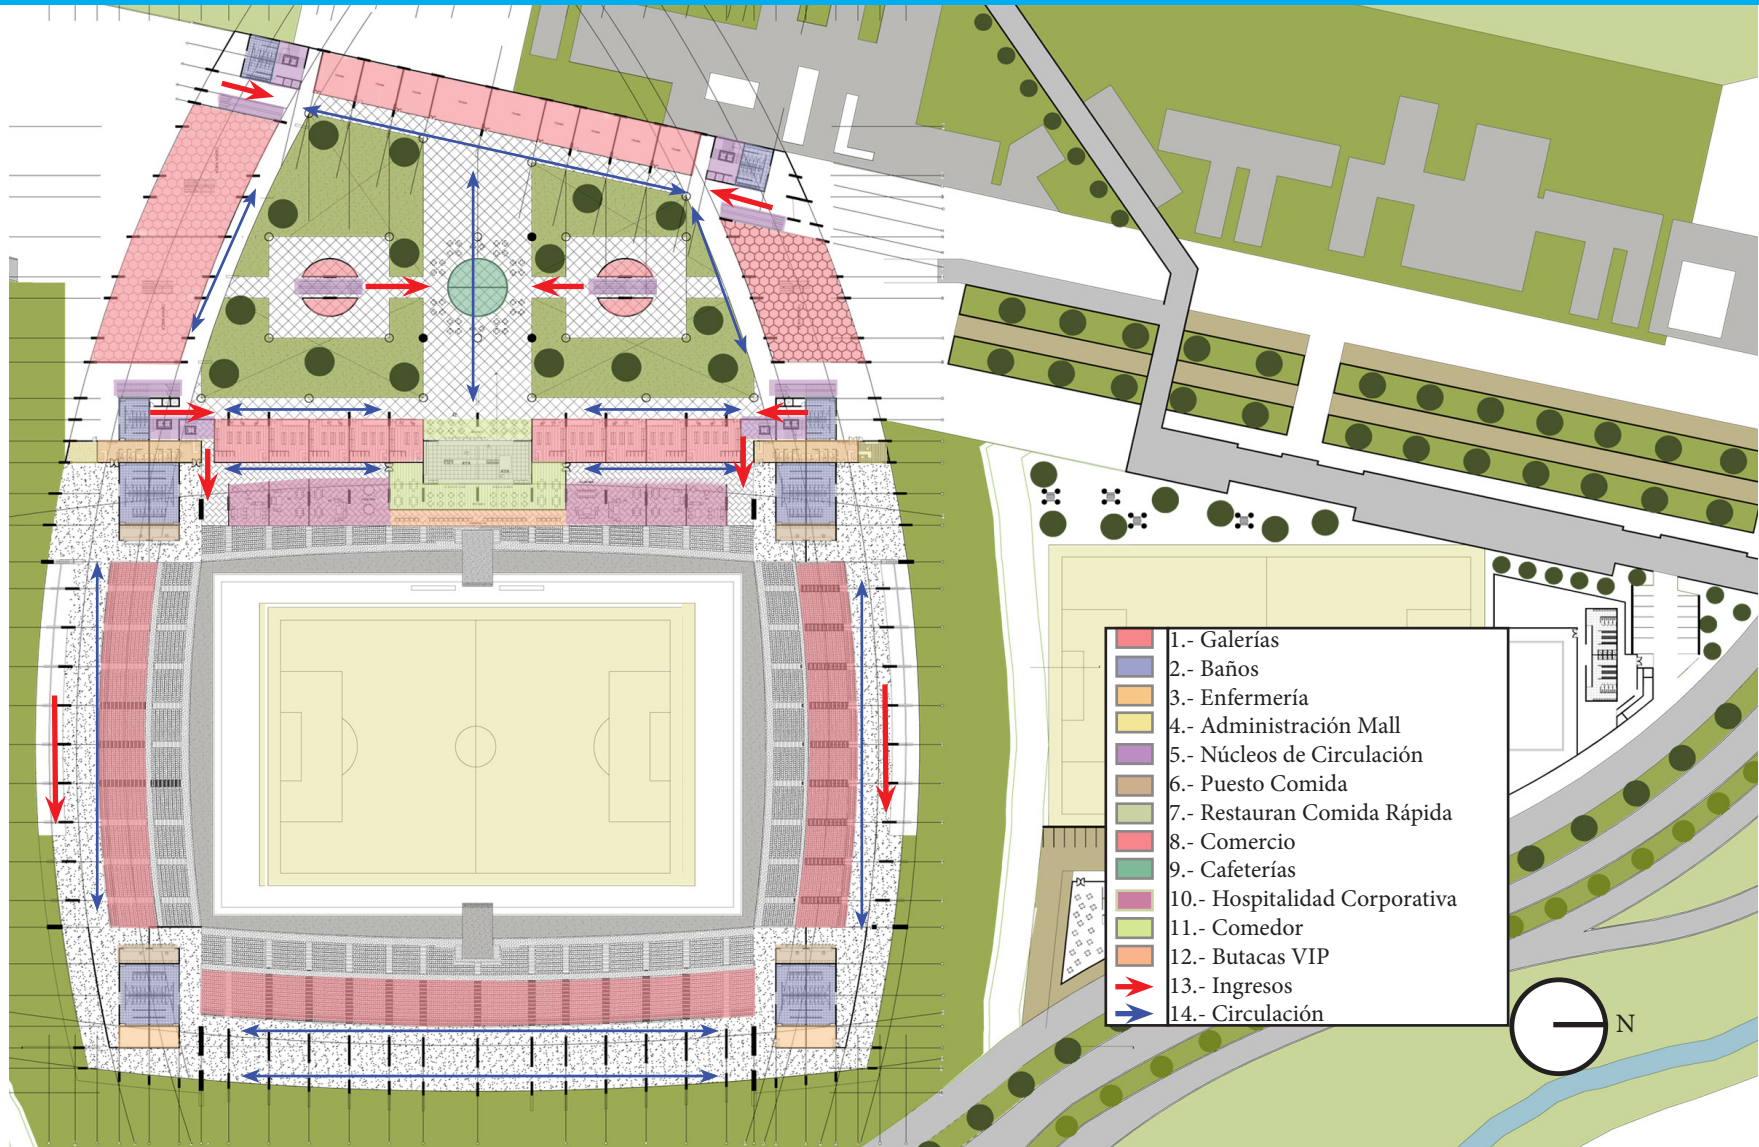 1.- Galerías
2.- Baños
3.- Enfermería
4.- Administración Mall
5.- Núcleos de Circulación
6.- Puesto Comida
7.- Restauran Comida Rápida
8.- Comercio
9.- Cafeterías
10.- Hospitalidad Corporativa
11.- Comedor
12.- Butacas VIP
13.- Ingresos
14.- Circulación
N